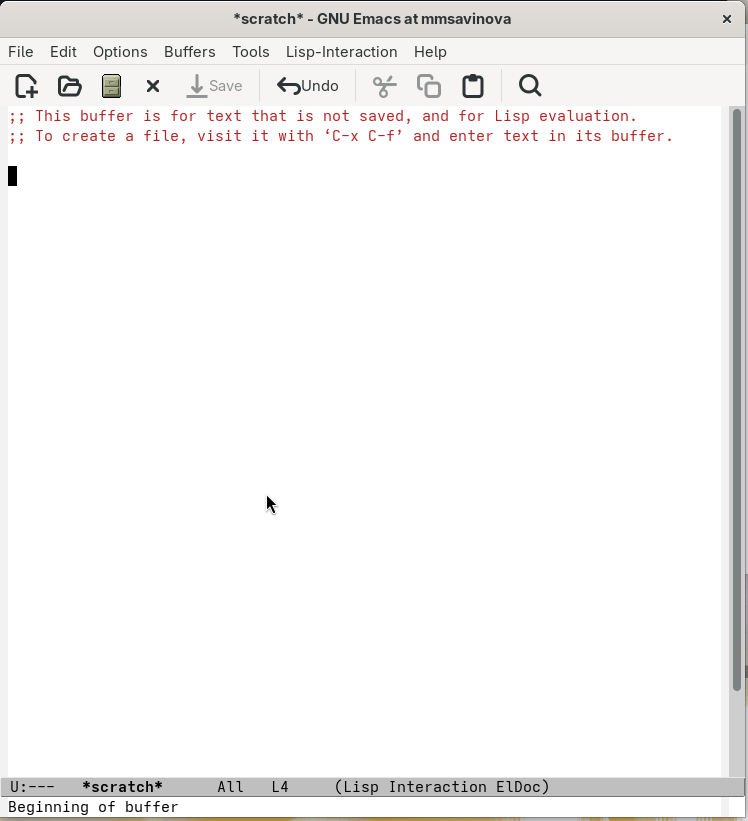 *scratch* - GNU Emacs at mmsavinova
File Edit Options Buffers Tools Lisp-Interaction Help
Save Undo
;; This buffer is for text that is not saved, and for Lisp evaluation.
;; To create a file, visit it with ‘C-x C-f’ and enter text in its buffer.
U:--- *scratch* All L4 (Lisp Interaction ElDoc)
Beginning of buffer